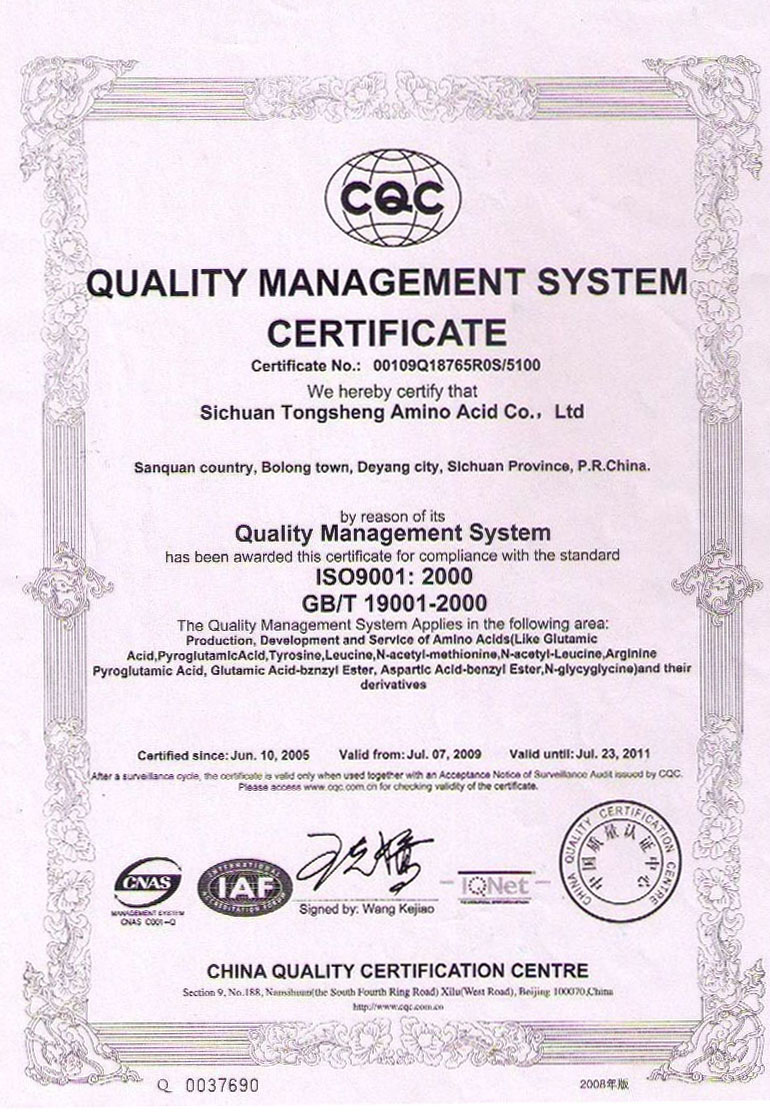 CQC
QUALITY MANAGEMENT SYSTEM
CERTIFICATE
Certificate No.: 00109Q18765R0S/5100
We hereby certify that
Sichuan Tongsheng Amino Acid Co., Ltd
Sanquan country, Bolong town, Deyang city, Sichuan Province, P.R.China.
by reason of its
Quality Management System
has been awarded this certificate for compliance with the standard
ISO9001: 2000
GB/T 19001-2000
The Quality Management System Applies in the following area:
Production, Development and Service of Amino Acids(Like Glutamic
Acid,PyroglutamicAcid,Tyrosine,Leucine,N-acetyl-methionine,N-acetyl-Leucine,Arginine
Pyroglutamic Acid, Glutamic Acid-bznzyl Ester, Aspartic Acid-benzyl Ester,N-glycyglycine)and their
derivatives
Certified since: Jun. 10, 2005 Valid from: Jul. 07, 2009 Valid until: Jul. 23, 2011
After a surveillance cycle, the certificate is valid only when used together with an Acceptance Notice of Surveillance Audit issued by CQC.
Please access www.cqc.com.cn for checking validity of the certificate.
CHINA QUALITY CERTIFICATION CENTRE
中国质量认证中心
CNAS
MANAGEMENT SYSTEM
CNAS C001-Q
INTERNATIONAL
IAF
ACCREDITATION FORUM
Signed by: Wang Kejiao
IQNet
CHINA QUALITY CERTIFICATION CENTRE
Section 9, No.188, Nansihuan(the South Fourth Ring Road) Xilu(West Road), Beijing 100070,China
http://www.cqc.com.cn
Q 0037690
2008年版